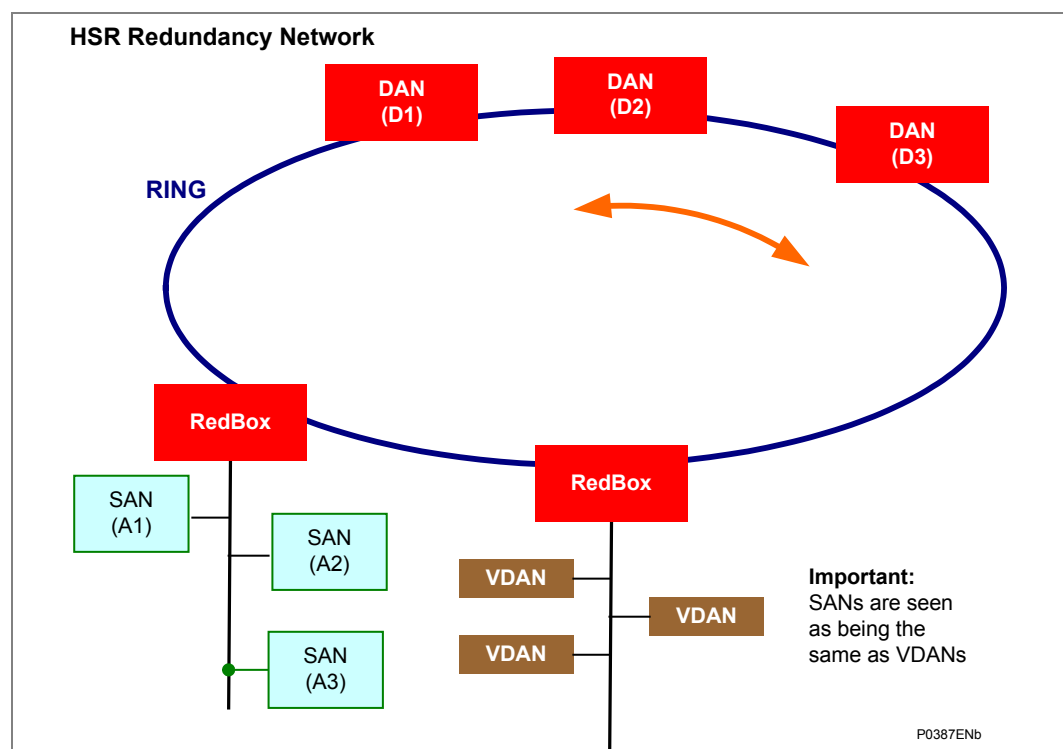 HSR Redundancy Network
DAN
(D1)
DAN
(D2)
DAN
(D3)
RING
RedBox
RedBox
SAN
(A1)
SAN
(A2)
SAN
(A3)
VDAN
VDAN
VDAN
Important:
SANs are seen
as being the
same as VDANs
P0387ENb